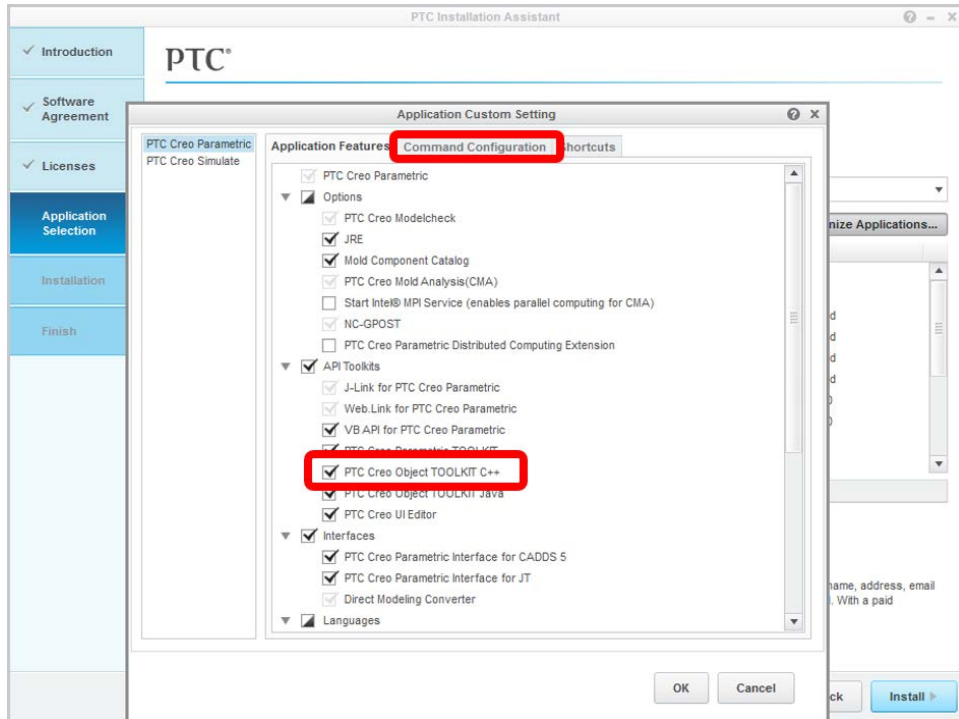 PTC Installation Assistant
Introduction
PTC®
Software
Agreement
Licenses
Application
Selection
Installation
Finish
Application Custom Setting
PTC Creo Parametric
PTC Creo Simulate
Application Features
Command Configuration
Shortcuts
PTC Creo Parametric
Options
PTC Creo Modelcheck
JRE
Mold Component Catalog
PTC Creo Mold Analysis(CMA)
Start Intel® MPI Service (enables parallel computing for CMA)
NC-GPOST
PTC Creo Parametric Distributed Computing Extension
API Toolkits
J-Link for PTC Creo Parametric
Web.Link for PTC Creo Parametric
VB API for PTC Creo Parametric
PTC Creo Parametric TOOLKIT
PTC Creo Object TOOLKIT C++
PTC Creo Object TOOLKIT Java
PTC Creo UI Editor
Interfaces
PTC Creo Parametric Interface for CADDS 5
PTC Creo Parametric Interface for JT
Direct Modeling Converter
Languages
OK
Cancel
nize Applications...
d
d
d
d
name, address, email
. With a paid
ck
Install